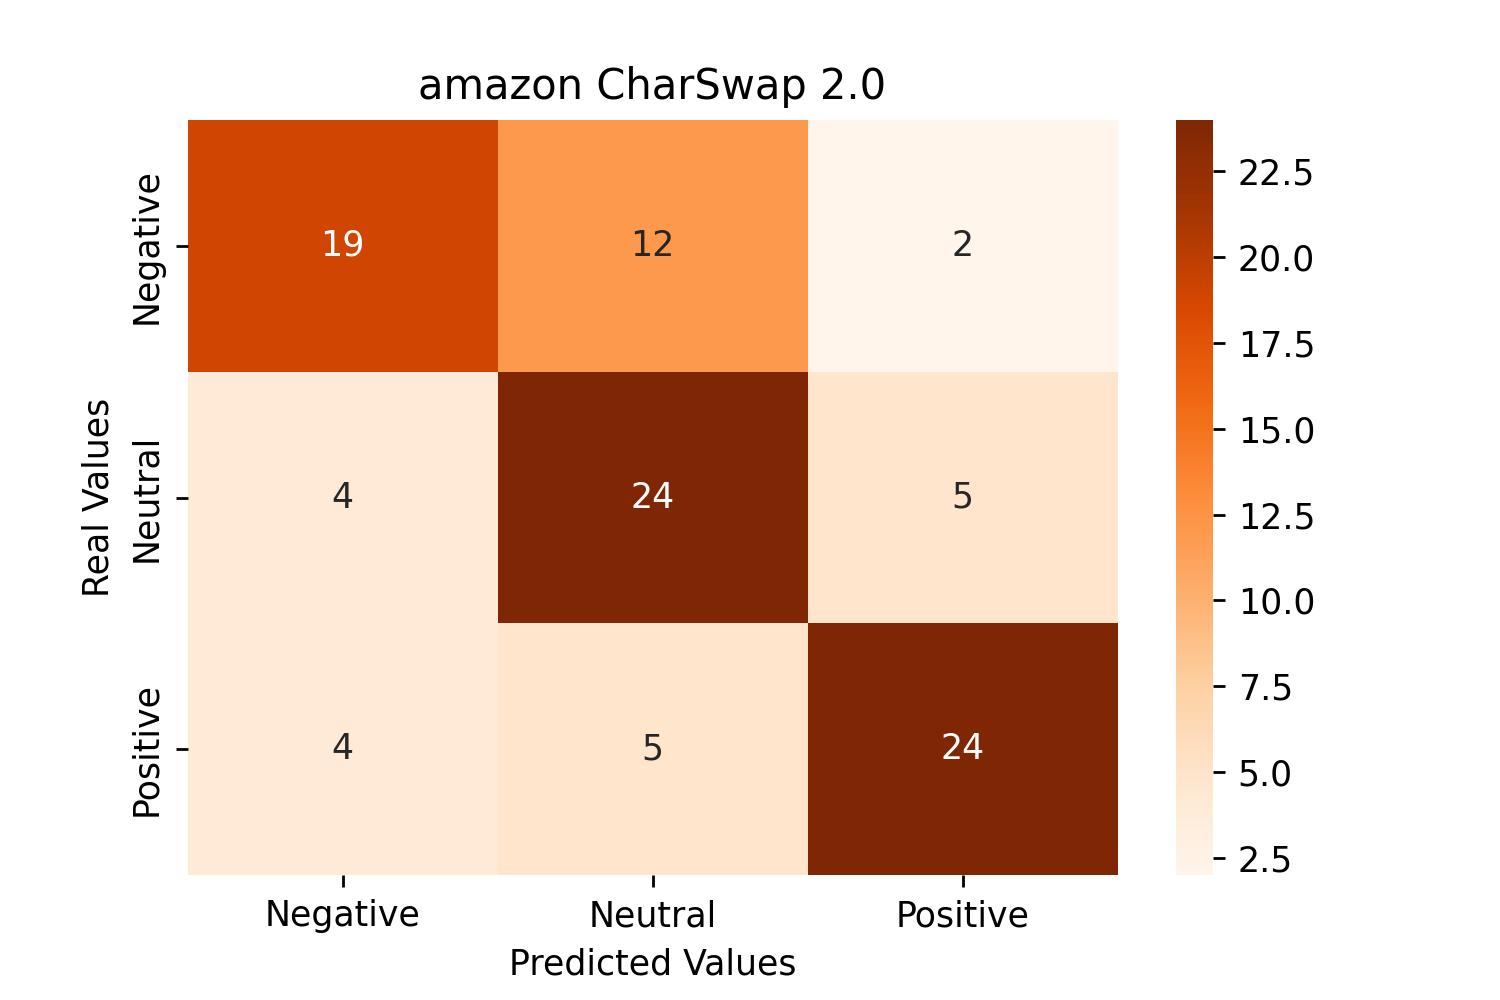 amazon CharSwap 2.0
Real Values
Negative
19 12 2
Neutral
4 24 5
Positive
4 5 24
Negative Neutral Positive
Predicted Values
22.5
20.0
17.5
15.0
12.5
10.0
7.5
5.0
2.5